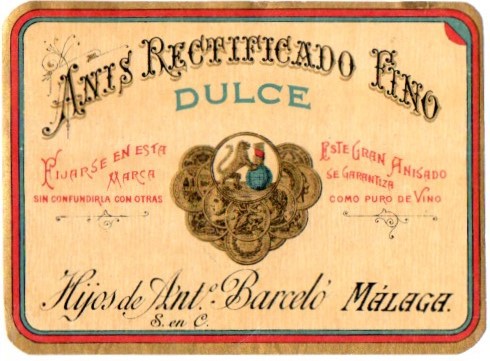 ANIS RECTIFICADO FINO
DULCE
FIJARSE EN ESTA
MARCA
SIN CONFUNDIRLA CON OTRAS
ESTE GRAN ANISADO
SE GARANTIZA
COMO PURO DE VINO
Hijos de Antº. Barceló MÁLAGA.
S. en C.